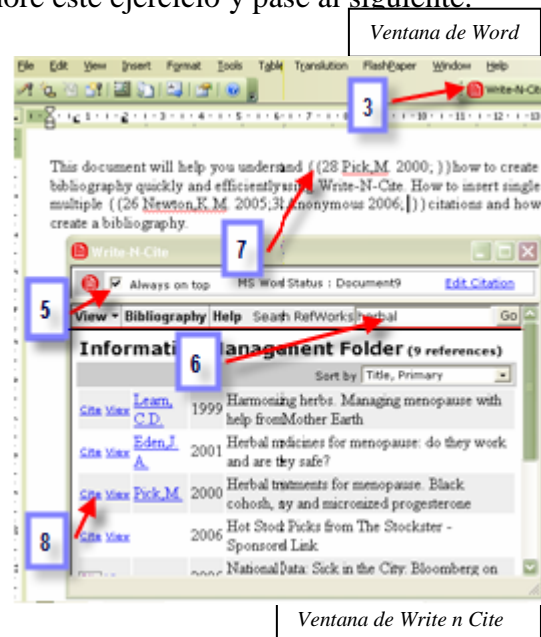 ore este ejercicio y pase al siguiente.
Ventana de Word
File Edit View Insert Format Tools Table Translution FlashPaper Window Help
Write-N-Cit
3
This document will help you understand ((28 Pick,M. 2000; ))how to create
bibliography quickly and efficiently using Write-N-Cite. How to insert single
multiple ((26 Newton,K.M. 2005;31 Anonymous 2006;)) citations and how
create a bibliography.
7
Write-N-Cite
5
Always on top MS Word Status : Document9 Edit Citation
View Bibliography Help Search RefWorks herbal Go
6
Information Management Folder (9 references)
Sort by Title, Primary
Cite View Learn, C.D. 1999 Harmonizing herbs. Managing menopause with
help from Mother Earth
Cite View Eden,J. A. 2001 Herbal medicines for menopause: do they work
and are they safe?
Cite View Pick,M. 2000 Herbal treatments for menopause. Black
cohosh, soy and micronized progesterone
8
Cite View 2006 Hot Stock Picks from The Stockster -
Sponsored Link
National Data: Sick in the City. Bloomberg on
Ventana de Write n Cite